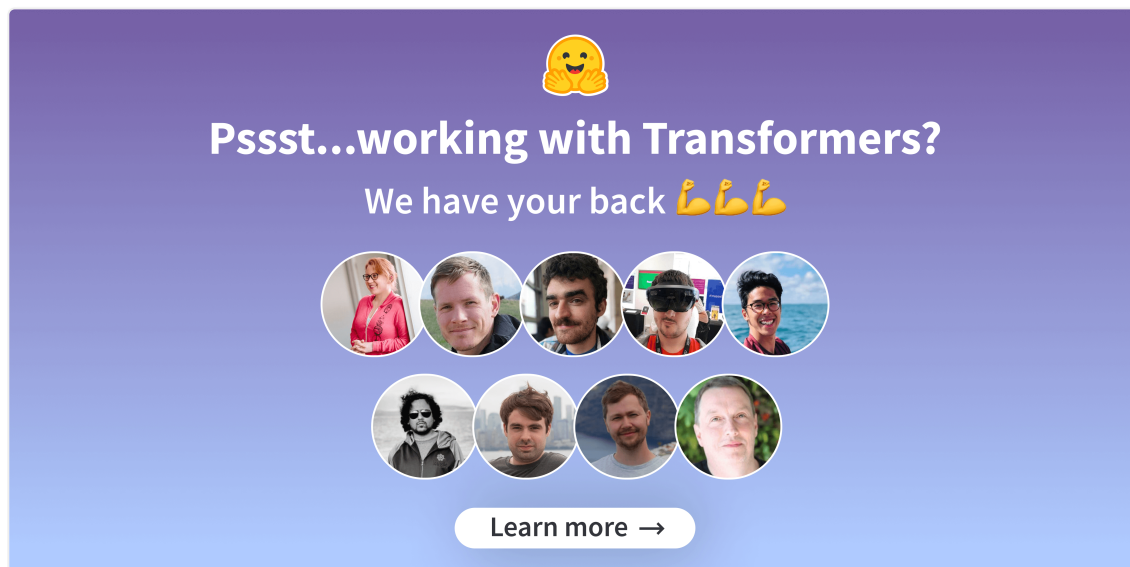 Pssst...working with Transformers?
We have your back 💪💪💪
Learn more →